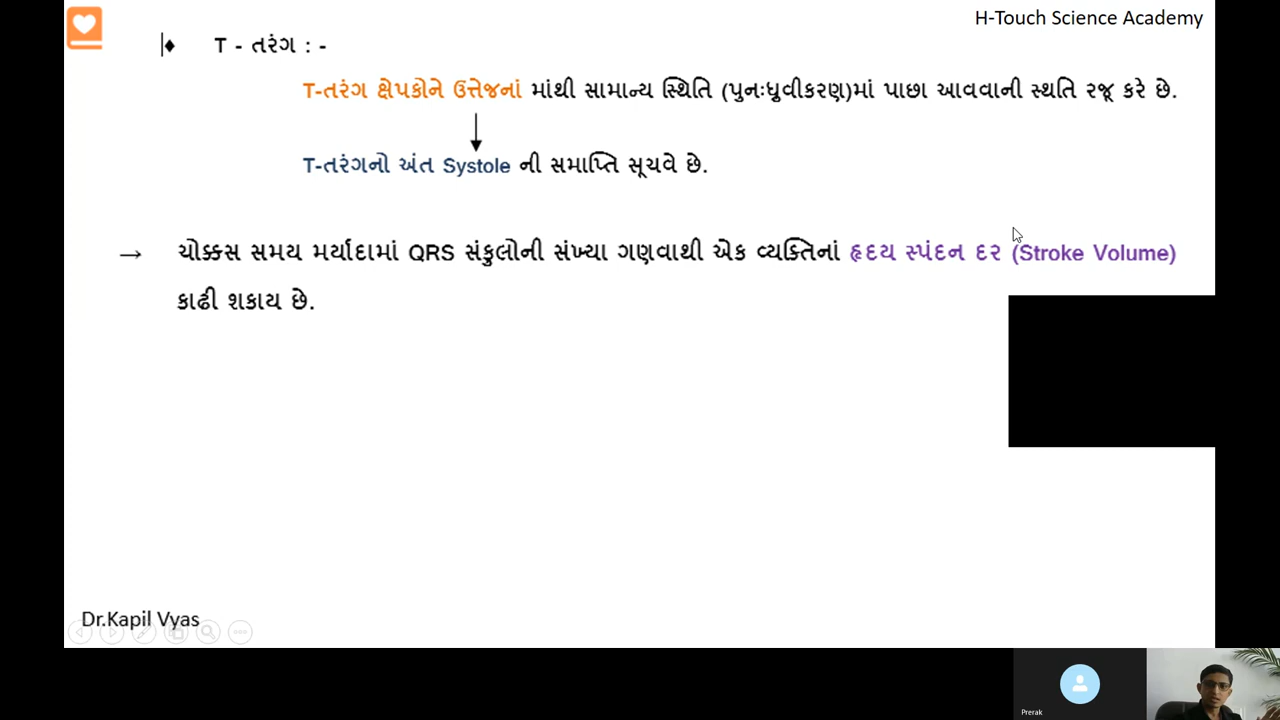 H-Touch Science Academy
♦ T - તરંગ : -
T-તરંગ ક્ષેપકોને ઉત્તેજનાં માંથી સામાન્ય સ્થિતિ (પુનઃધ્રુવીકરણ)માં પાછા આવવાની સ્થતિ રજૂ કરે છે.
T-તરંગનો અંત Systole ની સમાપ્તિ સૂચવે છે.
→ ચોક્ક્સ સમય મર્યાદામાં QRS સંકુલોની સંખ્યા ગણવાથી એક વ્યક્તિનાં હૃદય સ્પંદન દર (Stroke Volume)
કાઢી શકાય છે.
Dr.Kapil Vyas
Prerak